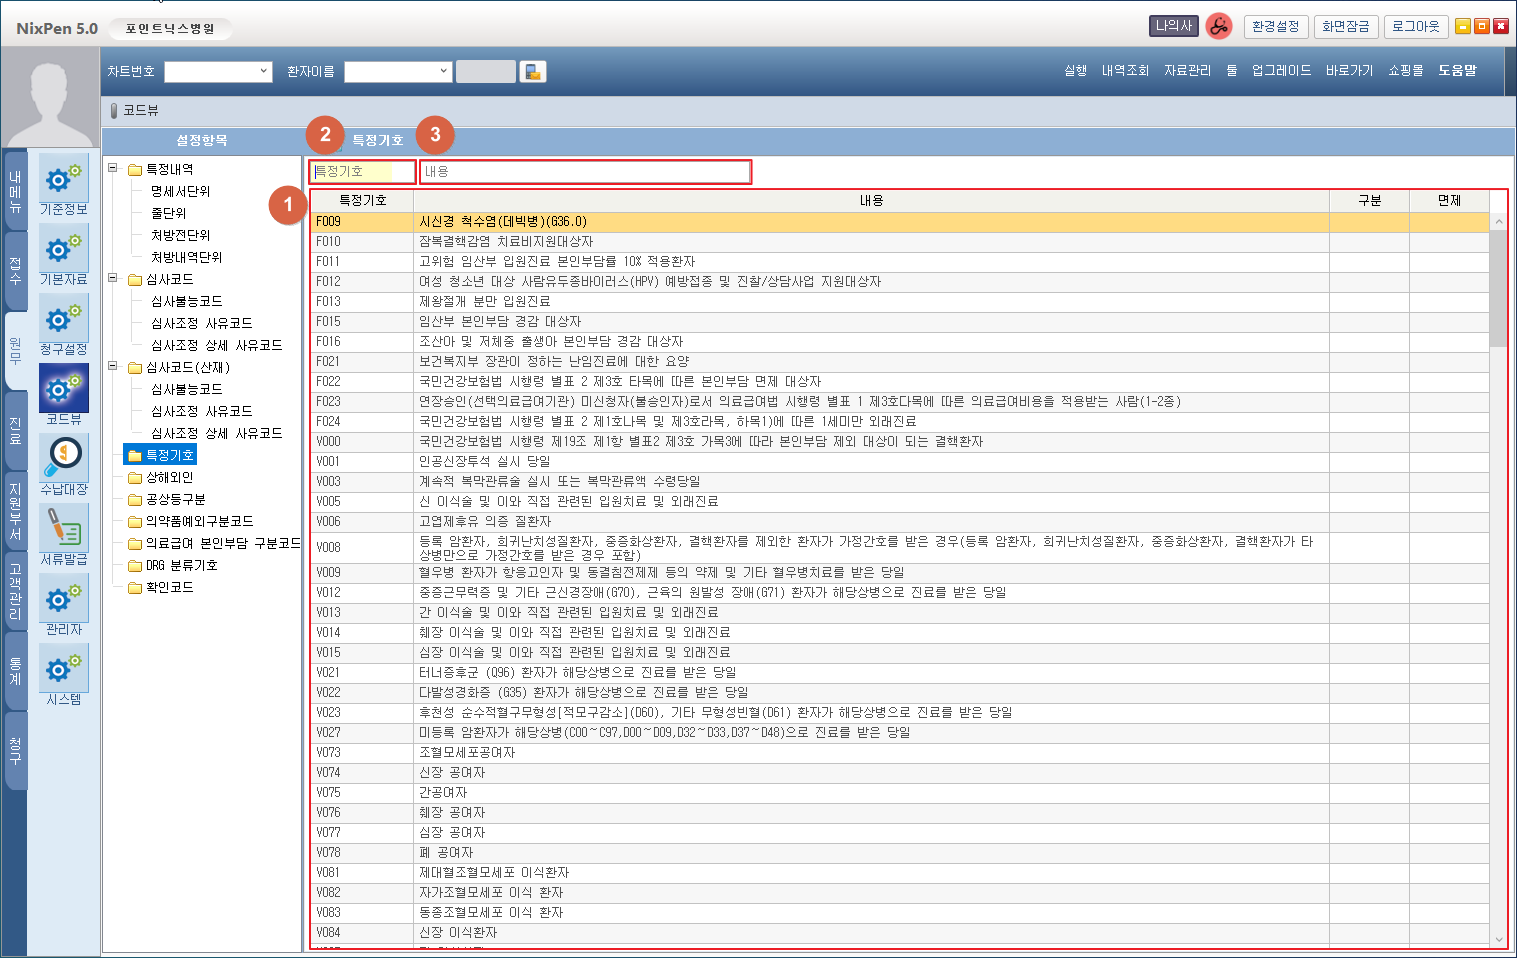 NixPen 5.0 포인트닉스병원 나의사 환경설정 화면잠금 로그아웃
차트번호 환자이름 실행 내역조회 자료관리 툴 업그레이드 바로가기 쇼핑몰 도움말
코드뷰
설정항목
2 특정기호 3
내메뉴
접수
원무
진료
지원부서
고객관리
통계
청구
기준정보
기본자료
청구설정
코드뷰
수납대장
서류발급
관리자
시스템
특정내역
명세서단위
줄단위
처방전단위
처방내역단위
심사코드
심사불능코드
심사조정 사유코드
심사조정 상세 사유코드
심사코드(산재)
심사불능코드
심사조정 사유코드
심사조정 상세 사유코드
특정기호
상해외인
공상등구분
의약품예외구분코드
의료급여 본인부담 구분코드
DRG 분류기호
확인코드
특정기호 내용
1
특정기호 내용 구분 면제
F009 시신경 척수염(데빅병)(G36.0)
F010 잠복결핵감염 치료비지원대상자
F011 고위험 임산부 입원진료 본인부담률 10% 적용환자
F012 여성 청소년 대상 사람유두종바이러스(HPV) 예방접종 및 진찰/상담사업 지원대상자
F013 제왕절개 분만 입원진료
F015 임산부 본인부담 경감 대상자
F016 조산아 및 저체중 출생아 본인부담 경감 대상자
F021 보건복지부 장관이 정하는 난임진료에 대한 요양
F022 국민건강보험법 시행령 별표 2 제3호 타목에 따른 본인부담 면제 대상자
F023 연장승인(선택의료급여기관) 미신청자(불승인자)로서 의료급여법 시행령 별표 1 제3호다목에 따른 의료급여비용을 적용받는 사람(1-2종)
F024 국민건강보험법 시행령 별표 2 제1호나목 및 제3호라목, 하목1)에 따른 1세미만 외래진료
V000 국민건강보험법 시행령 제19조 제1항 별표2 제3호 가목3에 따라 본인부담 제외 대상이 되는 결핵환자
V001 인공신장투석 실시 당일
V003 계속적 복막관류술 실시 또는 복막관류액 수령당일
V005 신 이식술 및 이와 직접 관련된 입원치료 및 외래진료
V006 고엽제후유 의증 질환자
V008 등록 암환자, 희귀난치성질환자, 중증화상환자, 결핵환자를 제외한 환자가 가정간호를 받은 경우(등록 암환자, 희귀난치성질환자, 중증화상환자, 결핵환자가 타
상병만으로 가정간호를 받은 경우 포함)
V009 혈우병 환자가 항응고인자 및 동결침전제제 등의 약제 및 기타 혈우병치료를 받은 당일
V012 중증근무력증 및 기타 근신경장애(G70), 근육의 원발성 장애(G71) 환자가 해당상병으로 진료를 받은 당일
V013 간 이식술 및 이와 직접 관련된 입원치료 및 외래진료
V014 췌장 이식술 및 이와 직접 관련된 입원치료 및 외래진료
V015 심장 이식술 및 이와 직접 관련된 입원치료 및 외래진료
V021 터너증후군 (Q96) 환자가 해당상병으로 진료를 받은 당일
V022 다발성경화증 (G35) 환자가 해당상병으로 진료를 받은 당일
V023 후천성 순수적혈구무형성[적모구감소](D60), 기타 무형성빈혈(D61) 환자가 해당상병으로 진료를 받은 당일
V027 미등록 암환자가 해당상병(C00~C97,D00~D09,D32~D33,D37~D48)으로 진료를 받은 당일
V073 조혈모세포공여자
V074 신장 공여자
V075 간공여자
V076 췌장 공여자
V077 심장 공여자
V078 폐 공여자
V081 제대혈조혈모세포 이식환자
V082 자가조혈모세포 이식 환자
V083 동종조혈모세포 이식 환자
V084 신장 이식환자